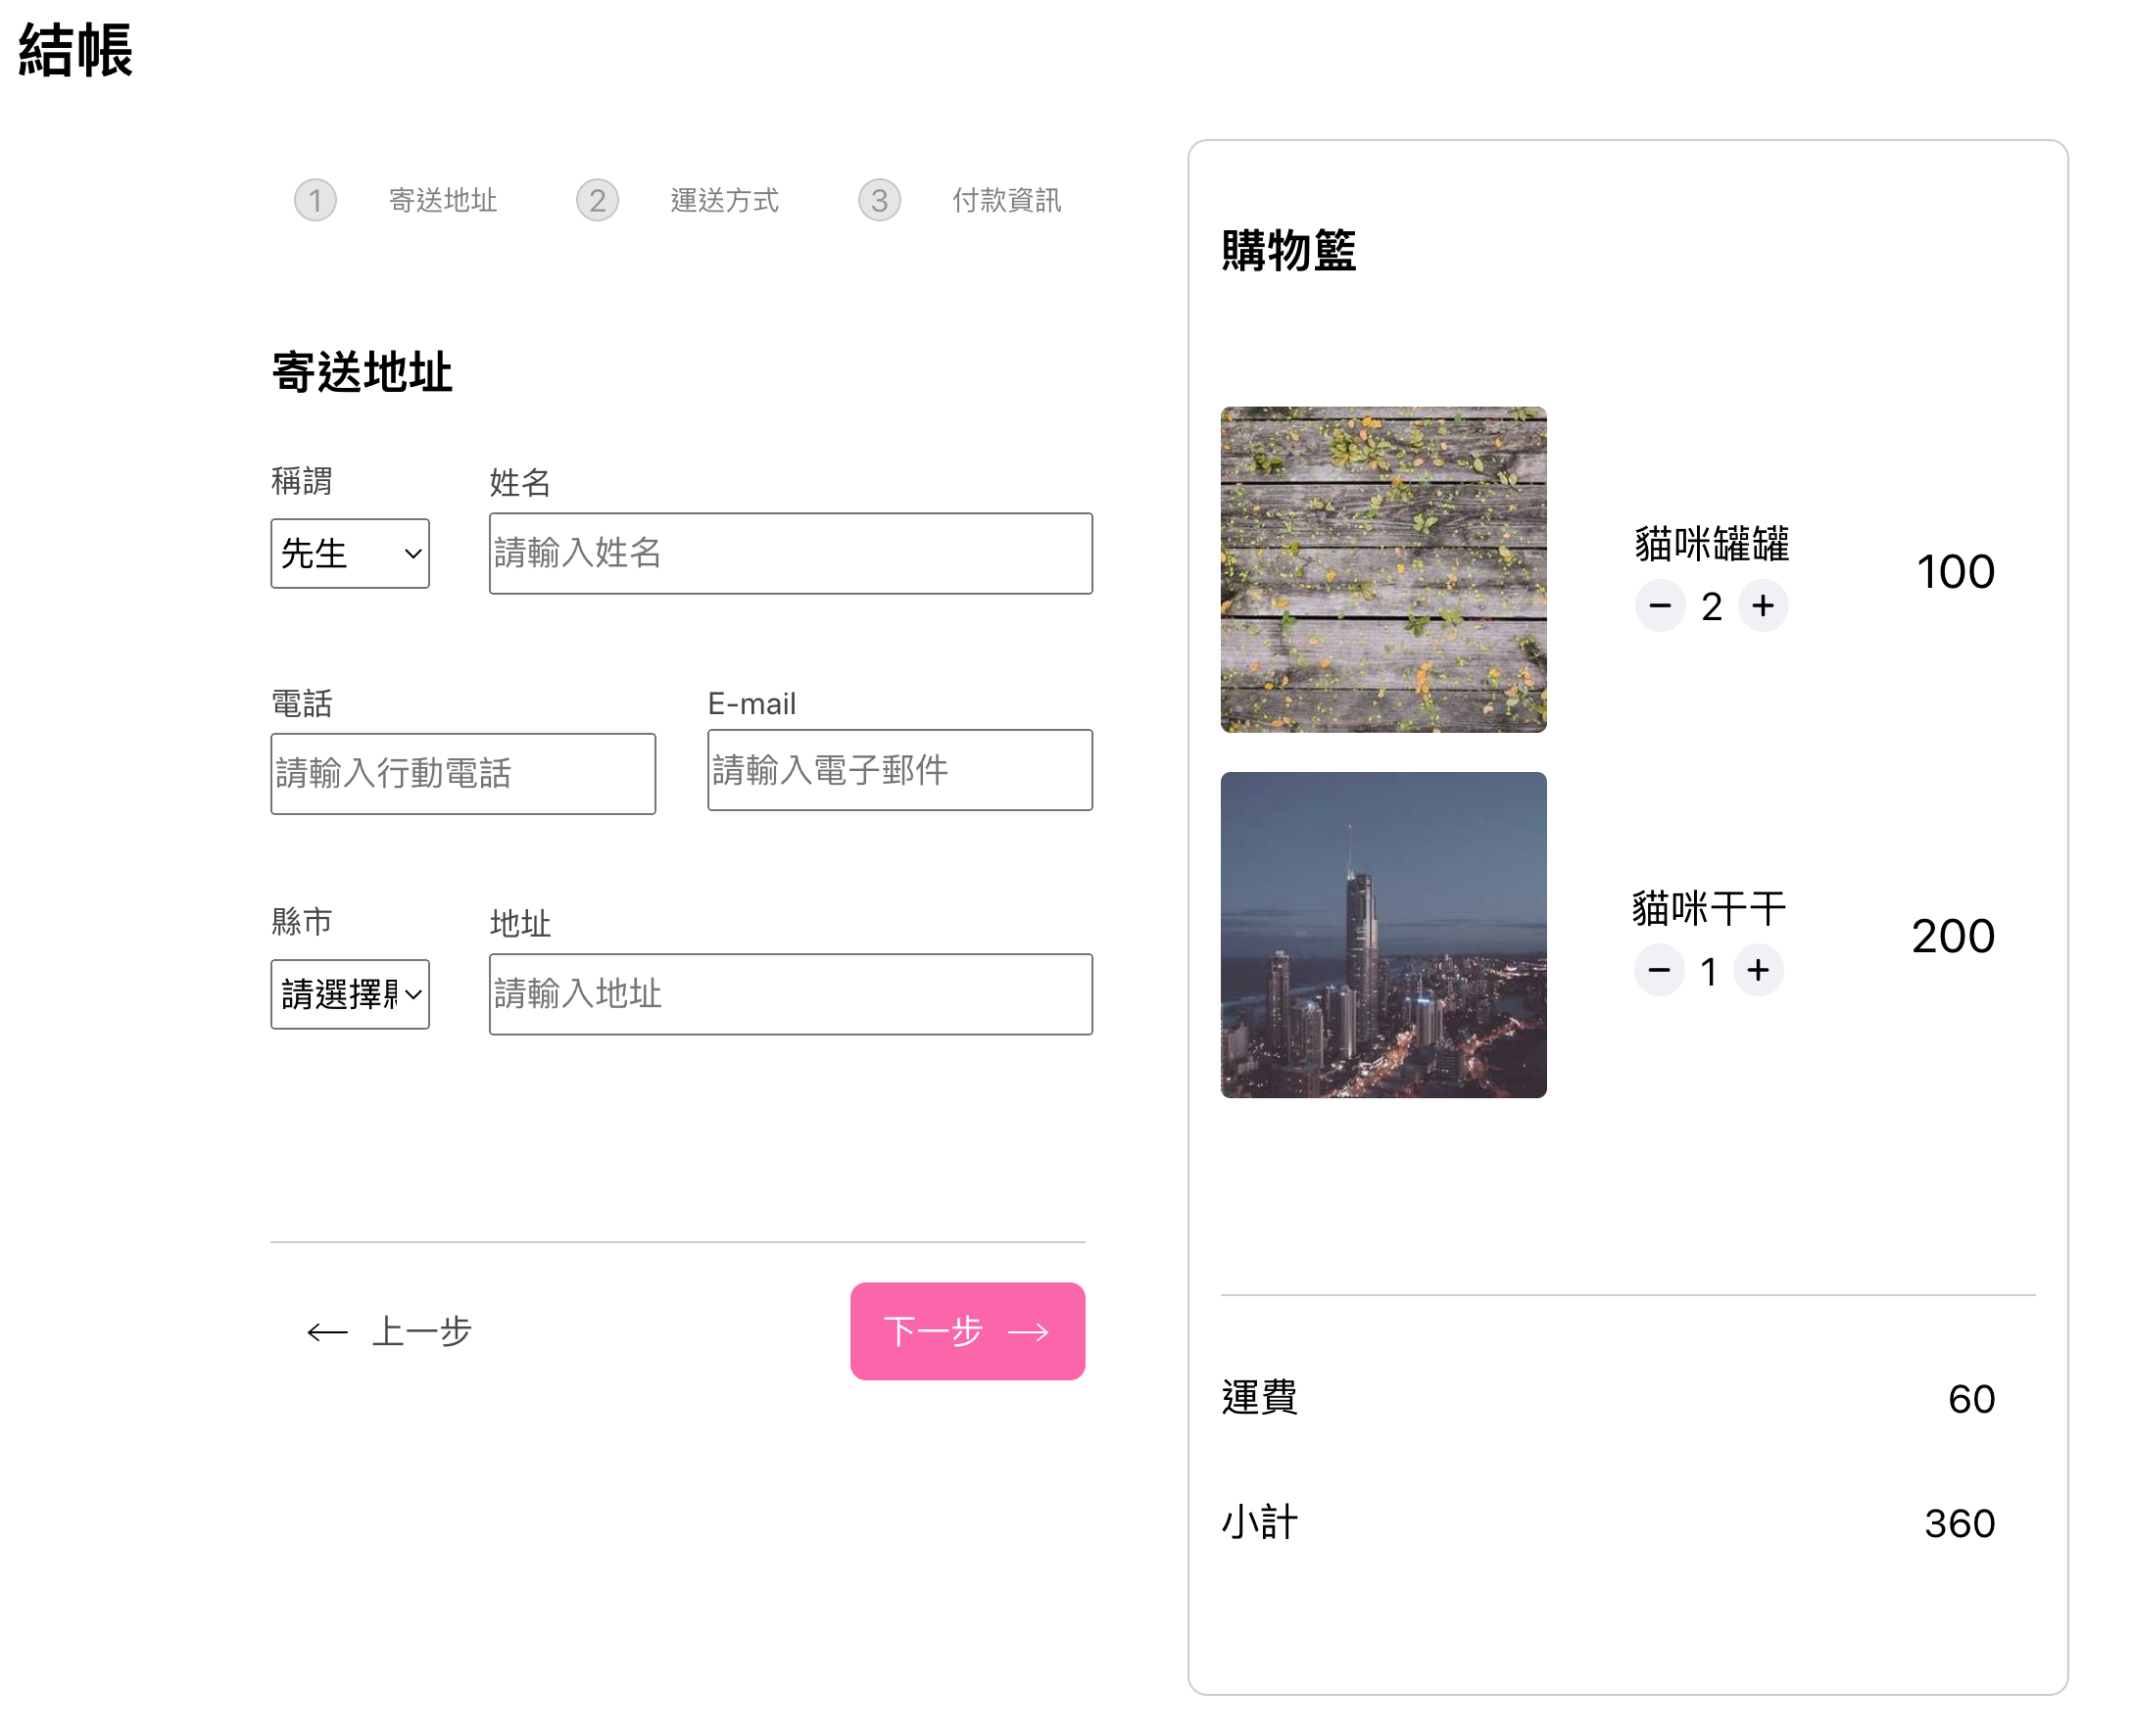 結帳
1 寄送地址 2 運送方式 3 付款資訊
寄送地址
稱謂 姓名
先生 請輸入姓名
電話 E-mail
請輸入行動電話 請輸入電子郵件
縣市 地址
請選擇 請輸入地址
上一步 下一步
購物籃
貓咪罐罐
2
100
貓咪干干
1
200
運費 60
小計 360